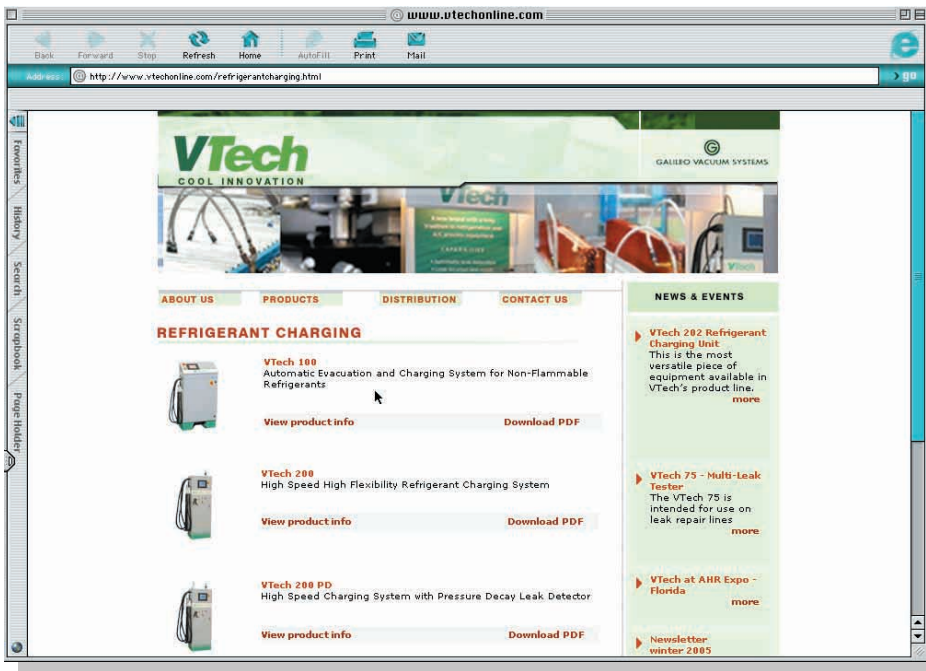 www.vtechonline.com
Back Forward Stop Refresh Home AutoFill Print Mail
Address: http://www.vtechonline.com/refrigerantcharging.html go
Favorites
History
Search
Scrapbook
Page Holder
VTech
COOL INNOVATION
G
GALILEO VACUUM SYSTEMS
VTech
CAPABILITIES
VTech
ABOUT US PRODUCTS DISTRIBUTION CONTACT US
REFRIGERANT CHARGING
VTech 100
Automatic Evacuation and Charging System for Non-Flammable
Refrigerants
View product info Download PDF
VTech 200
High Speed High Flexibility Refrigerant Charging System
View product info Download PDF
VTech 200 PD
High Speed Charging System with Pressure Decay Leak Detector
View product info Download PDF
NEWS & EVENTS
VTech 202 Refrigerant
Charging Unit
This is the most
versatile piece of
equipment available in
VTech's product line.
more
VTech 75 - Multi-Leak
Tester
The VTech 75 is
intended for use on
leak repair lines
more
VTech at AHR Expo -
Florida
more
Newsletter
winter 2005